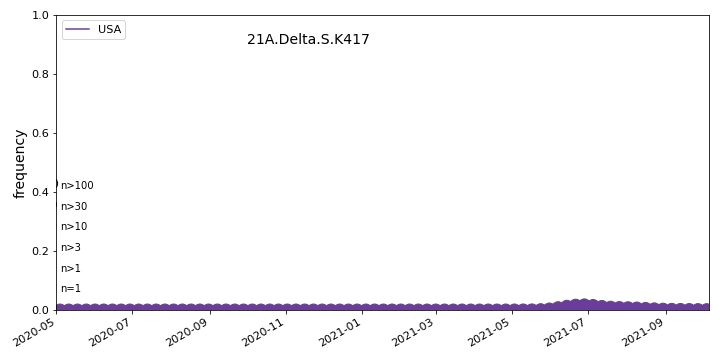 1.0
USA
21A.Delta.S.K417
0.8
0.6
frequency
0.4
n>100
n>30
n>10
0.2
n>3
n>1
n=1
0.0
2020-05
2020-07
2020-09
2020-11
2021-01
2021-03
2021-05
2021-07
2021-09